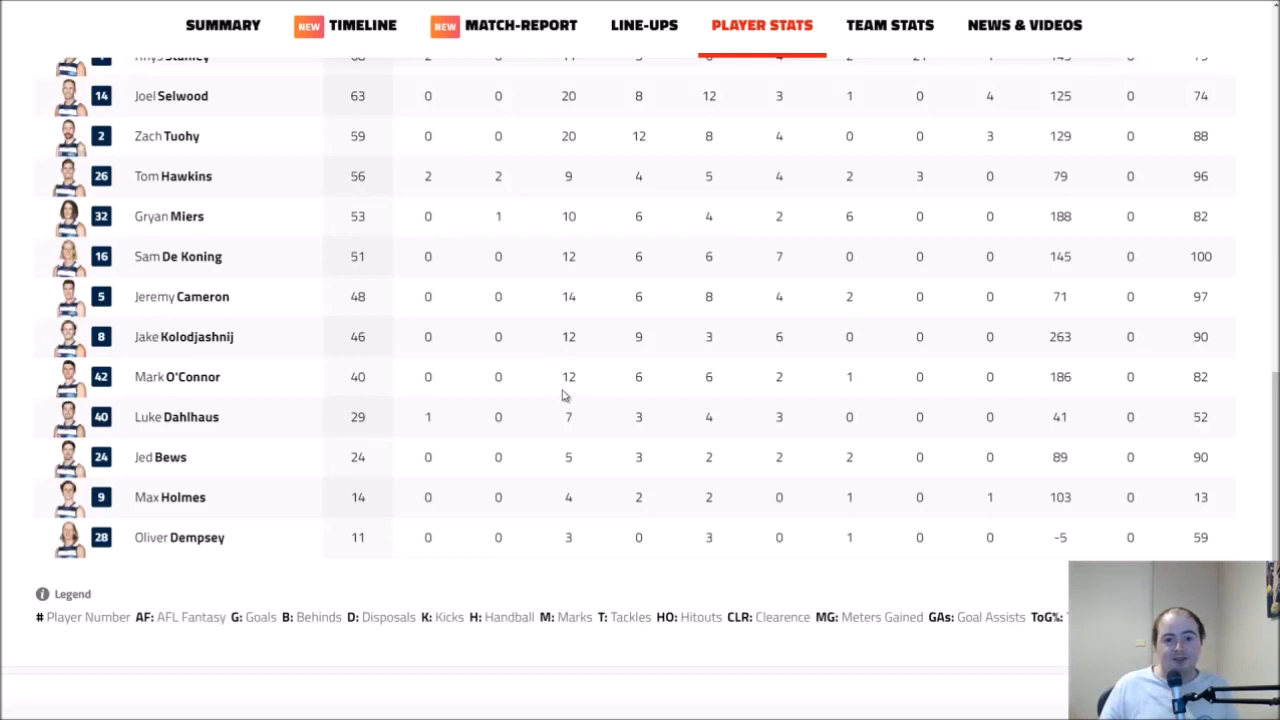 SUMMARY NEW TIMELINE NEW MATCH-REPORT LINE-UPS PLAYER STATS TEAM STATS NEWS & VIDEOS
14 Joel Selwood 63 0 0 20 8 12 3 1 0 4 125 0 74
2 Zach Tuohy 59 0 0 20 12 8 4 0 0 3 129 0 88
26 Tom Hawkins 56 2 2 9 4 5 4 2 3 0 79 0 96
32 Gryan Miers 53 0 1 10 6 4 2 6 0 0 188 0 82
16 Sam De Koning 51 0 0 12 6 6 7 0 0 0 145 0 100
5 Jeremy Cameron 48 0 0 14 6 8 4 2 0 0 71 0 97
8 Jake Kolodjashnij 46 0 0 12 9 3 6 0 0 0 263 0 90
42 Mark O'Connor 40 0 0 12 6 6 2 1 0 0 186 0 82
40 Luke Dahlhaus 29 1 0 7 3 4 3 0 0 0 41 0 52
24 Jed Bews 24 0 0 5 3 2 2 2 0 0 89 0 90
9 Max Holmes 14 0 0 4 2 2 0 1 0 1 103 0 13
28 Oliver Dempsey 11 0 0 3 0 3 0 1 0 0 -5 0 59
Legend
# Player Number AF: AFL Fantasy G: Goals B: Behinds D: Disposals K: Kicks H: Handball M: Marks T: Tackles HO: Hitouts CLR: Clearence MG: Meters Gained GAs: Goal Assists ToG%: